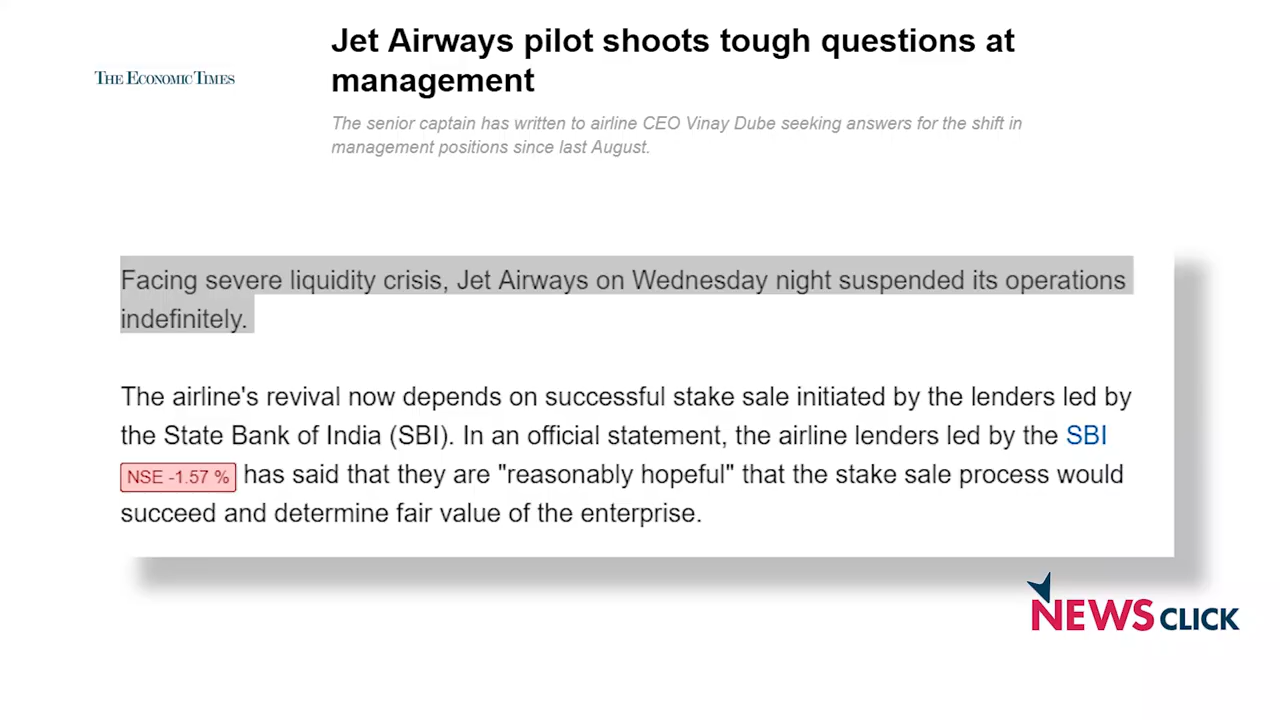 Jet Airways pilot shoots tough questions at
management
THE ECONOMIC TIMES
The senior captain has written to airline CEO Vinay Dube seeking answers for the shift in
management positions since last August.
Facing severe liquidity crisis, Jet Airways on Wednesday night suspended its operations
indefinitely.
The airline's revival now depends on successful stake sale initiated by the lenders led by
the State Bank of India (SBI). In an official statement, the airline lenders led by the SBI
NSE -1.57 % has said that they are "reasonably hopeful" that the stake sale process would
succeed and determine fair value of the enterprise.
NEWS CLICK